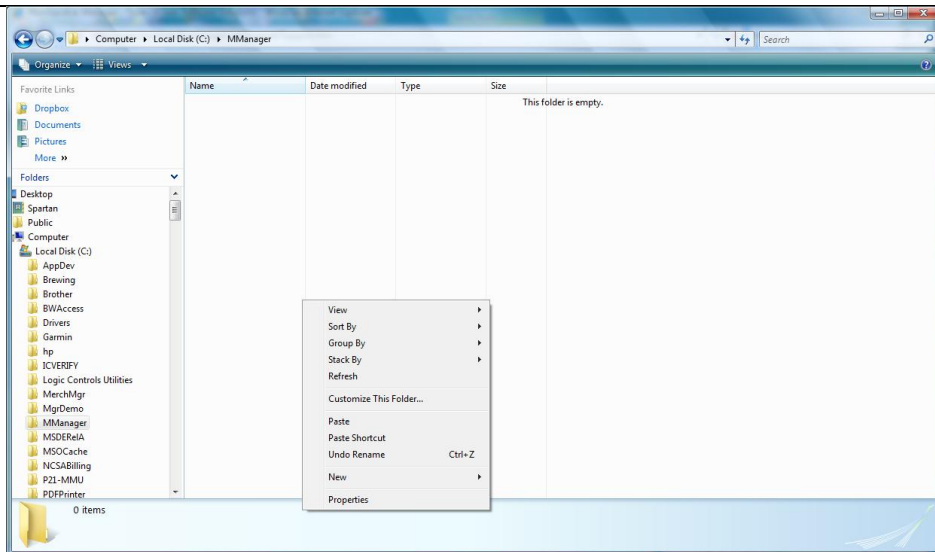 Computer ▸ Local Disk (C:) ▸ MManager
Search
Organize Views
Favorite Links
Dropbox
Documents
Pictures
More »
Folders
Desktop
Spartan
Public
Computer
Local Disk (C:)
AppDev
Brewing
Brother
BWAccess
Drivers
Garmin
hp
ICVERIFY
Logic Controls Utilities
MerchMgr
MgrDemo
MManager
MSDERelA
MSOCache
NCSABilling
P21-MMU
PDFPrinter
Name Date modified Type Size
This folder is empty.
View
Sort By
Group By
Stack By
Refresh
Customize This Folder...
Paste
Paste Shortcut
Undo Rename Ctrl+Z
New
Properties
0 items